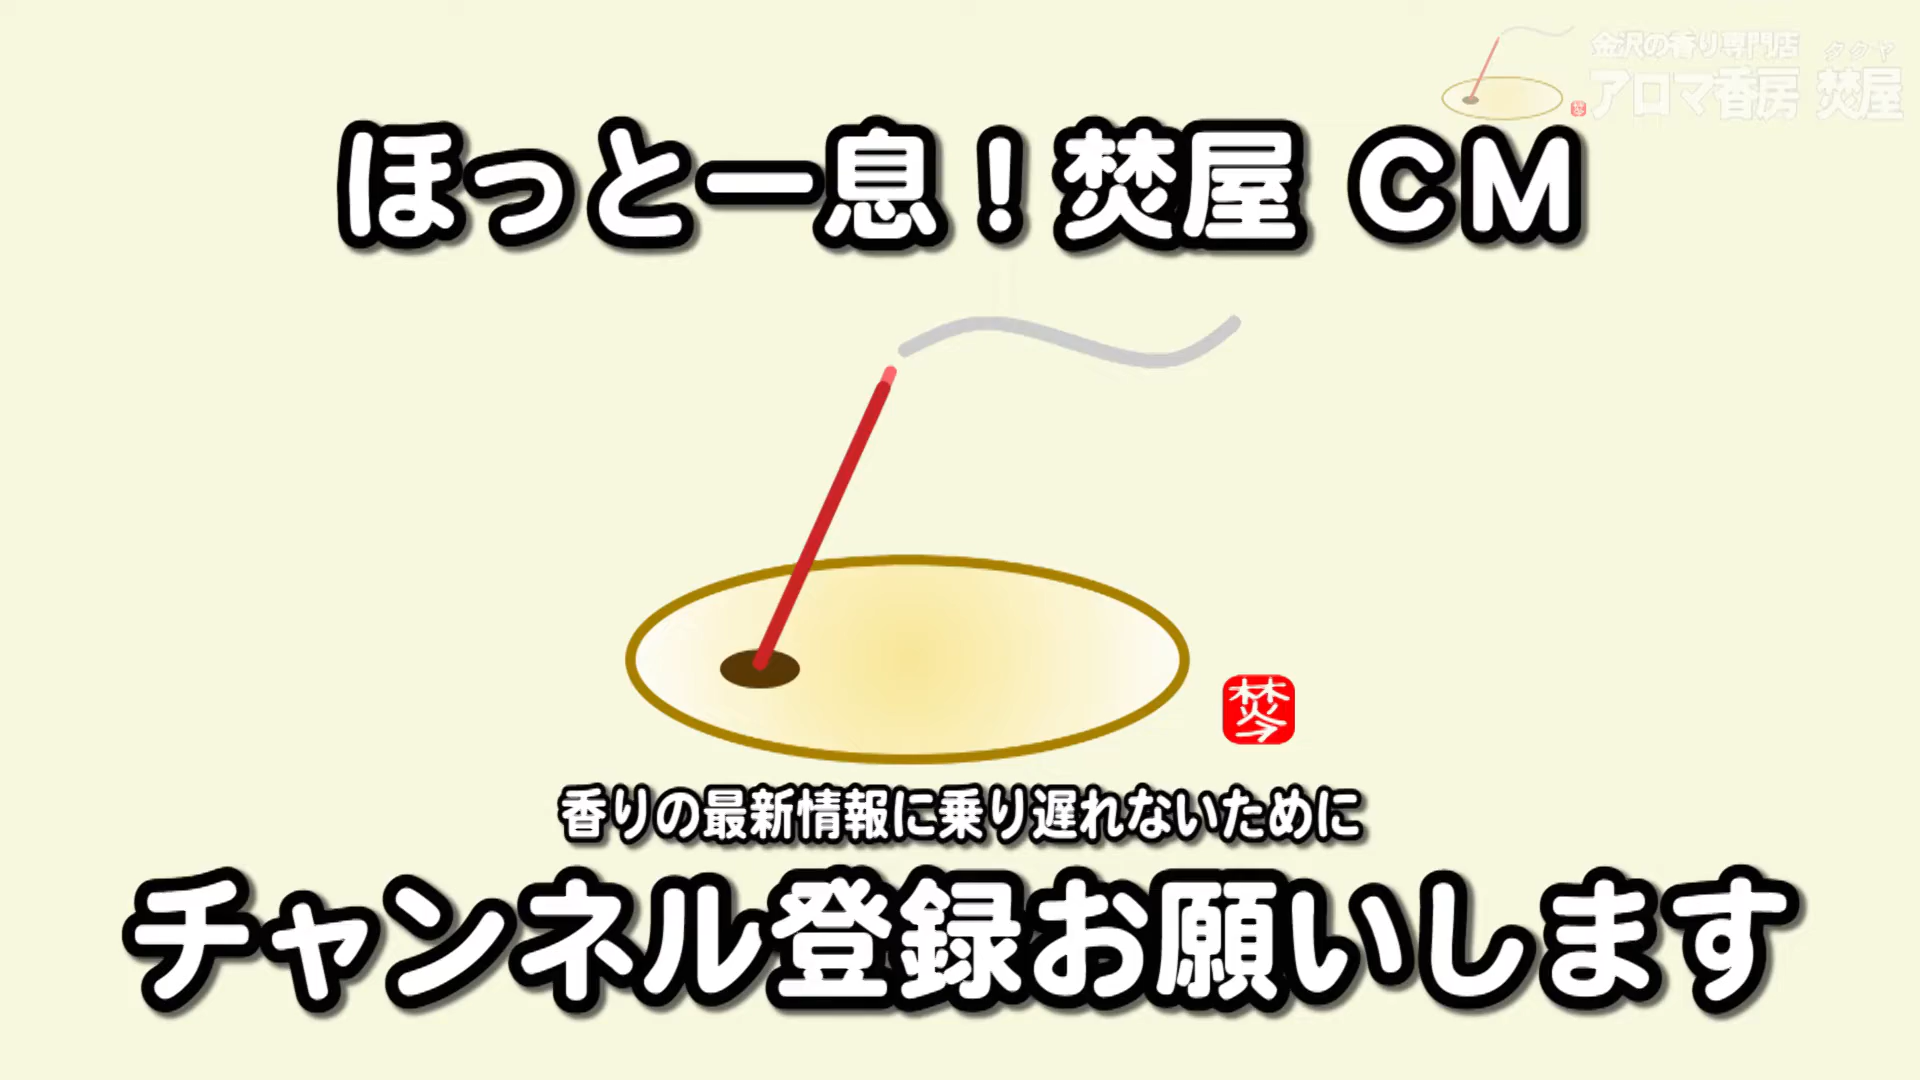 金沢の香り専門店
タクヤ
アロマ香房 焚屋
ほっと一息！焚屋 CM
焚
香りの最新情報に乗り遅れないために
チャンネル登録お願いします